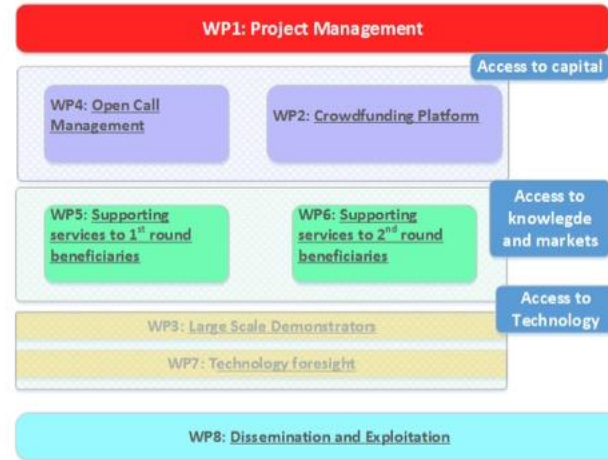 WP1: Project Management
Access to capital
WP4: Open Call
Management
WP2: Crowdfunding Platform
Access to
knowlegde
and markets
WP5: Supporting
services to 1st round
beneficiaries
WP6: Supporting
services to 2nd round
beneficiaries
Access to
Technology
WP3: Large Scale Demonstrators
WP7: Technology foresight
WP8: Dissemination and Exploitation